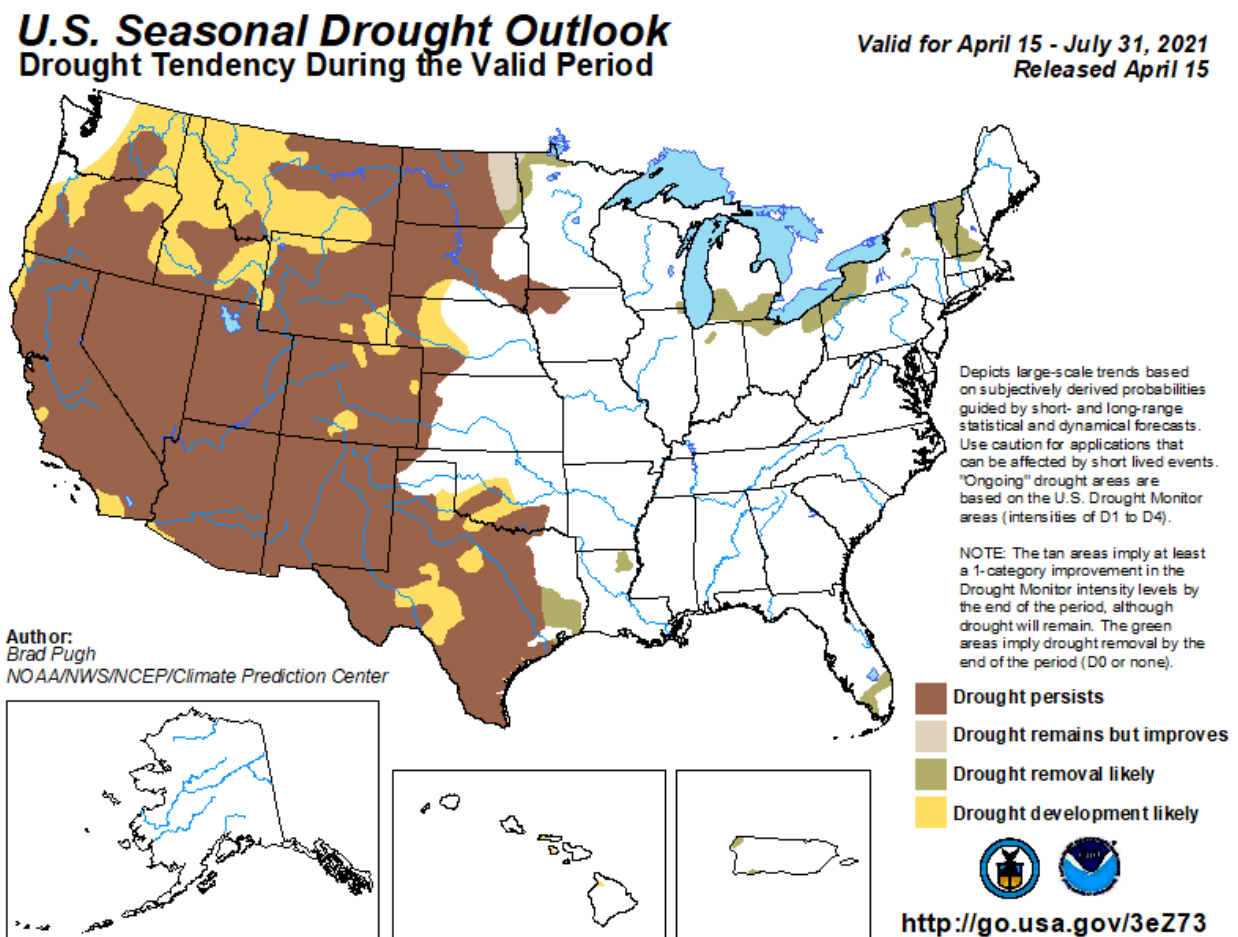 U.S. Seasonal Drought Outlook
Drought Tendency During the Valid Period
Valid for April 15 - July 31, 2021
Released April 15
Depicts large-scale trends based
on subjectively derived probabilities
guided by short- and long-range
statistical and dynamical forecasts.
Use caution for applications that
can be affected by short lived events.
"Ongoing" drought areas are
based on the U.S. Drought Monitor
areas (intensities of D1 to D4).
NOTE: The tan areas imply at least
a 1-category improvement in the
Drought Monitor intensity levels by
the end of the period, although
drought will remain. The green
areas imply drought removal by the
end of the period (D0 or none).
Author:
Brad Pugh
NOAA/NWS/NCEP/Climate Prediction Center
Drought persists
Drought remains but improves
Drought removal likely
Drought development likely
http://go.usa.gov/3eZ73